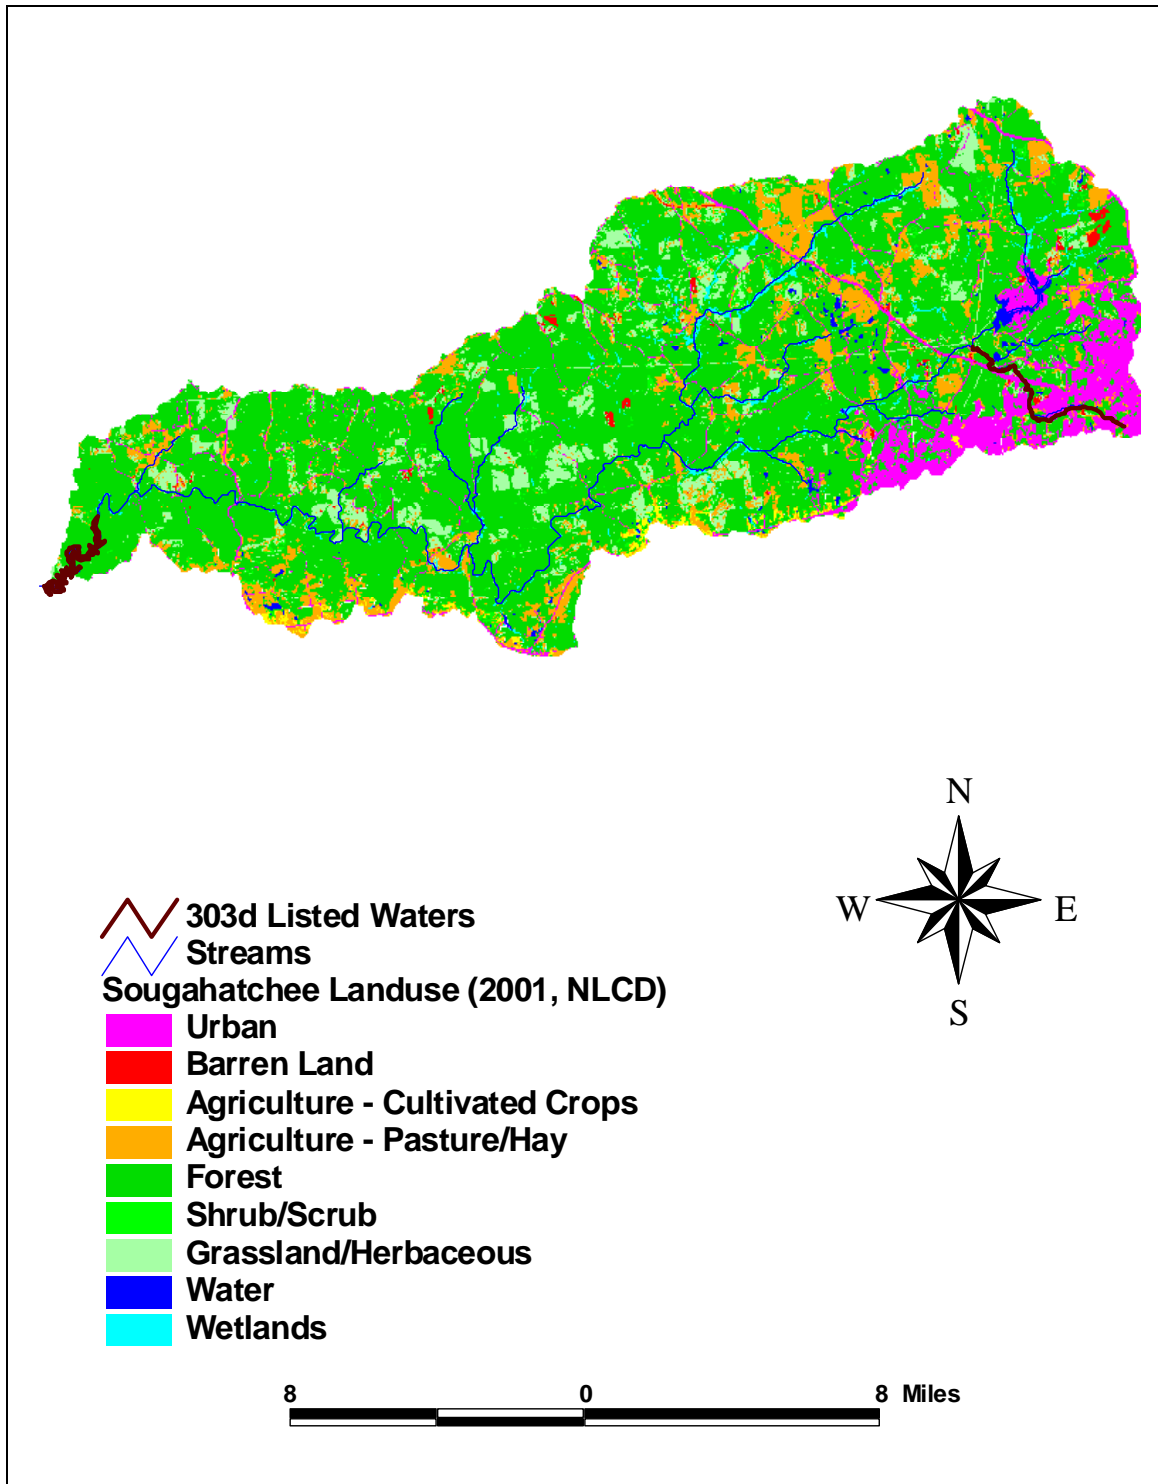 N
W E
S
303d Listed Waters
Streams
Sougahatchee Landuse (2001, NLCD)
Urban
Barren Land
Agriculture - Cultivated Crops
Agriculture - Pasture/Hay
Forest
Shrub/Scrub
Grassland/Herbaceous
Water
Wetlands
8 0 8 Miles